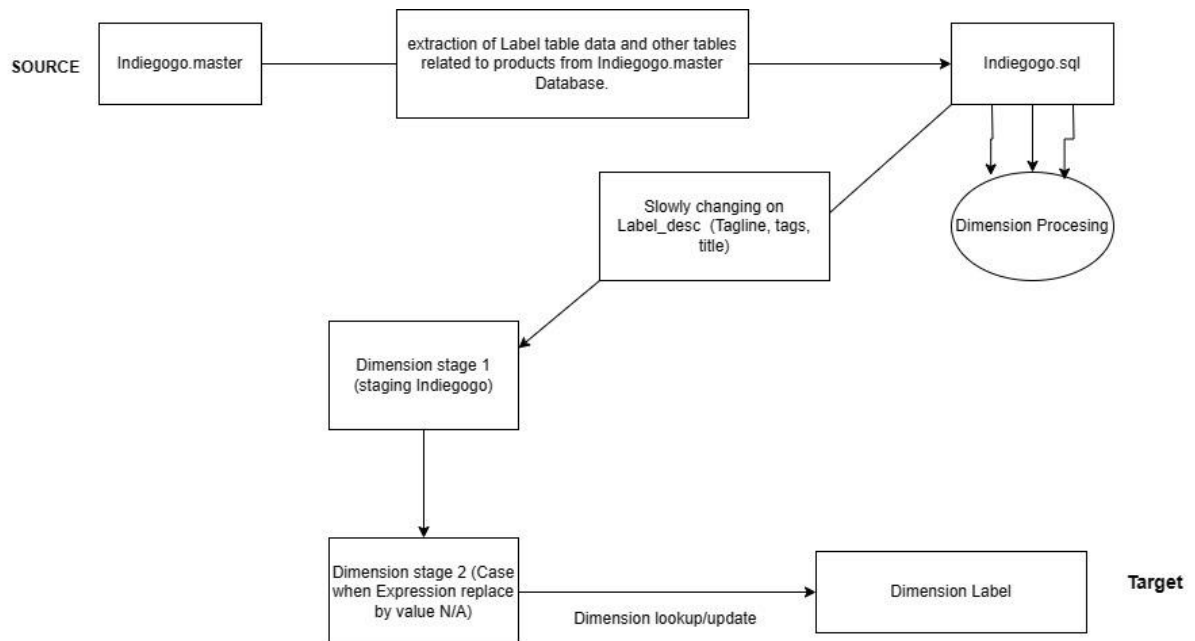 SOURCE
Indiegogo.master
extraction of Label table data and other tables
related to products from Indiegogo.master
Database.
Indiegogo.sql
Slowly changing on
Label_desc (Tagline, tags,
title)
Dimension Procesing
Dimension stage 1
(staging Indiegogo)
Dimension stage 2 (Case
when Expression replace
by value N/A)
Dimension lookup/update
Dimension Label
Target